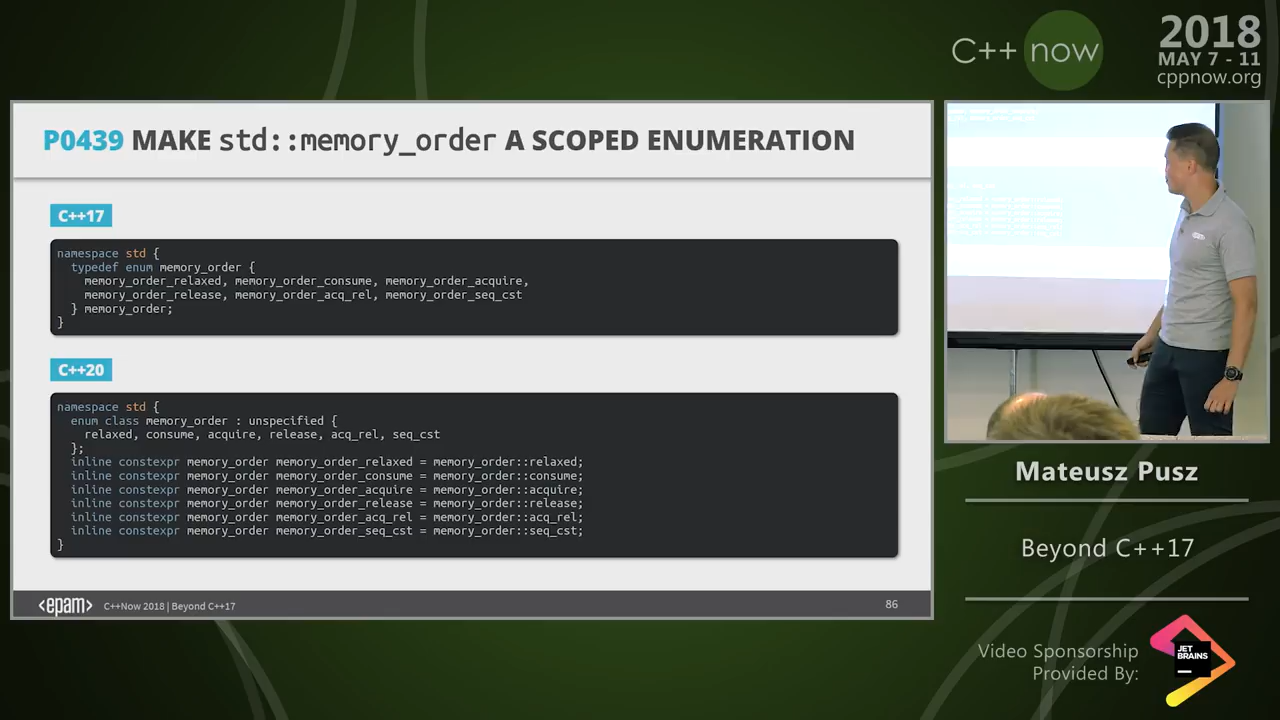 C++ now
2018
MAY 7 - 11
cppnow.org
P0439 MAKE std::memory_order A SCOPED ENUMERATION
C++17
namespace std {
typedef enum memory_order {
memory_order_relaxed, memory_order_consume, memory_order_acquire,
memory_order_release, memory_order_acq_rel, memory_order_seq_cst
} memory_order;
}
C++20
namespace std {
enum class memory_order : unspecified {
relaxed, consume, acquire, release, acq_rel, seq_cst
};
inline constexpr memory_order memory_order_relaxed = memory_order::relaxed;
inline constexpr memory_order memory_order_consume = memory_order::consume;
inline constexpr memory_order memory_order_acquire = memory_order::acquire;
inline constexpr memory_order memory_order_release = memory_order::release;
inline constexpr memory_order memory_order_acq_rel = memory_order::acq_rel;
inline constexpr memory_order memory_order_seq_cst = memory_order::seq_cst;
}
<epam> C++Now 2018 | Beyond C++17
86
Mateusz Pusz
Beyond C++17
Video Sponsorship
Provided By:
JET
BRAINS